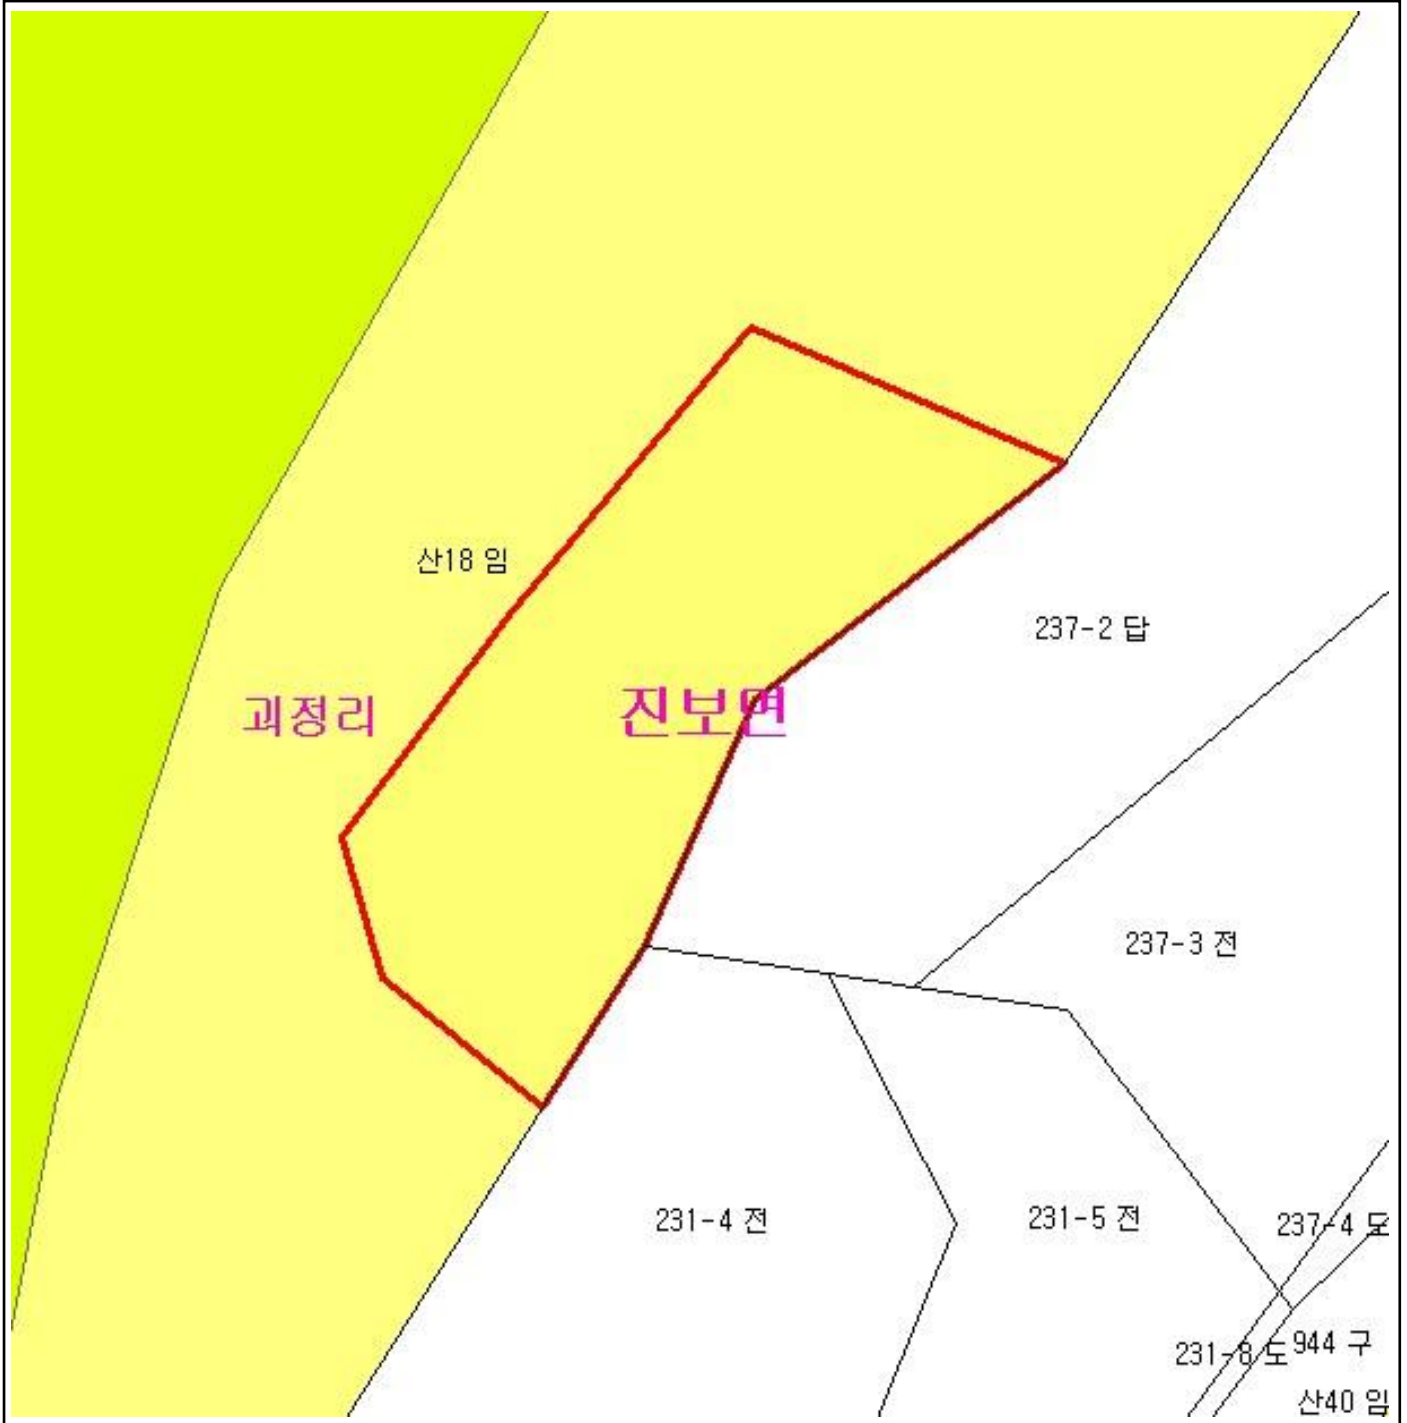 산18 임
237-2 답
괴정리
진보면
237-3 전
231-4 전
231-5 전
237-4 도
231-8 도
944 구
산40 임